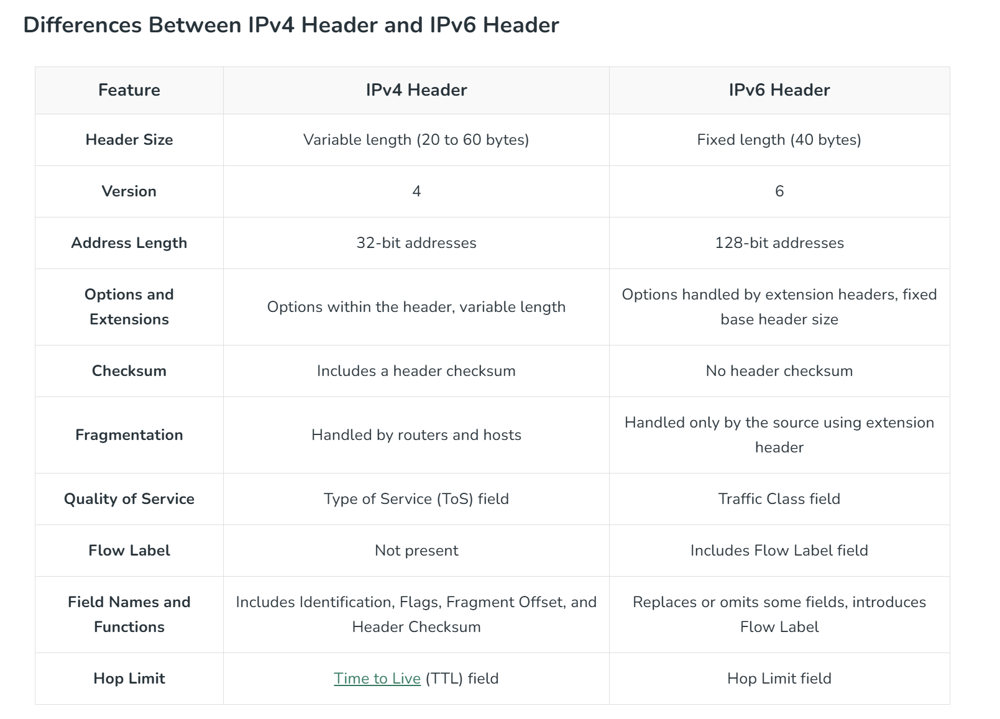 Differences Between IPv4 Header and IPv6 Header
Feature IPv4 Header IPv6 Header
Header Size Variable length (20 to 60 bytes) Fixed length (40 bytes)
Version 4 6
Address Length 32-bit addresses 128-bit addresses
Options and
Extensions
Options within the header, variable length
Options handled by extension headers, fixed
base header size
Checksum Includes a header checksum No header checksum
Fragmentation
Handled by routers and hosts
Handled only by the source using extension
header
Quality of Service Type of Service (ToS) field Traffic Class field
Flow Label Not present Includes Flow Label field
Field Names and
Functions
Includes Identification, Flags, Fragment Offset, and
Header Checksum
Replaces or omits some fields, introduces
Flow Label
Hop Limit Time to Live (TTL) field Hop Limit field